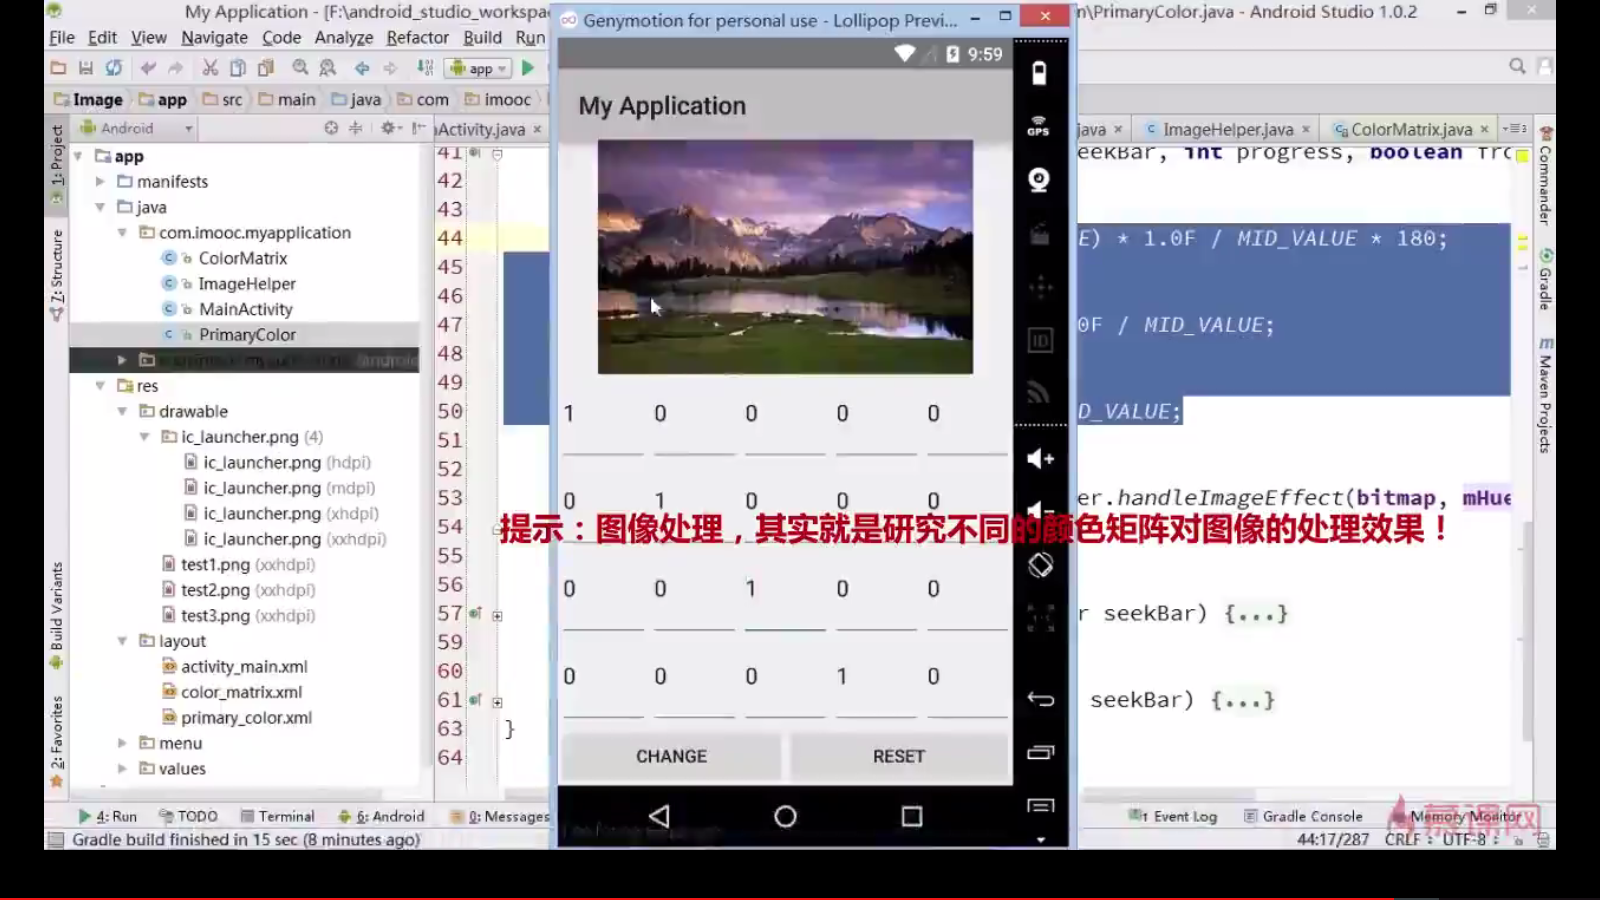 My Application - [F:\android_studio_workspa
Genymotion for personal use - Lollipop Previ...
n\PrimaryColor.java - Android Studio 1.0.2
File Edit View Navigate Code Analyze Refactor Build Run
app
9:59
Image app src main java com imooc
My Application
GPS
Android
Activity.java
java
ImageHelper.java
ColorMatrix.java
1: Project
Z: Structure
Build Variants
2: Favorites
Commander
Gradle
Maven Projects
app
manifests
java
com.imooc.myapplication
ColorMatrix
ImageHelper
MainActivity
PrimaryColor
res
drawable
ic_launcher.png (4)
ic_launcher.png (hdpi)
ic_launcher.png (mdpi)
ic_launcher.png (xhdpi)
ic_launcher.png (xxhdpi)
test1.png (xxhdpi)
test2.png (xxhdpi)
test3.png (xxhdpi)
layout
activity_main.xml
color_matrix.xml
primary_color.xml
menu
values
41
42
43
44
45
46
47
48
49
50
51
52
53
54
55
56
57
59
60
61
63 }
64
eekBar, int progress, boolean fro
E) * 1.0F / MID_VALUE * 180;
0F / MID_VALUE;
D_VALUE;
er.handleImageEffect(bitmap, mHue
r seekBar) {...}
seekBar) {...}
ID
1 0 0 0 0
0 1 0 0 0
0 0 1 0 0
0 0 0 1 0
提示：图像处理，其实就是研究不同的颜色矩阵对图像的处理效果！
CHANGE RESET
4: Run TODO Terminal 6: Android 0: Messages
1 Event Log Gradle Console Memory Monitor
慕课网
Gradle build finished in 15 sec (8 minutes ago)
44:17/287 CRLF UTF-8